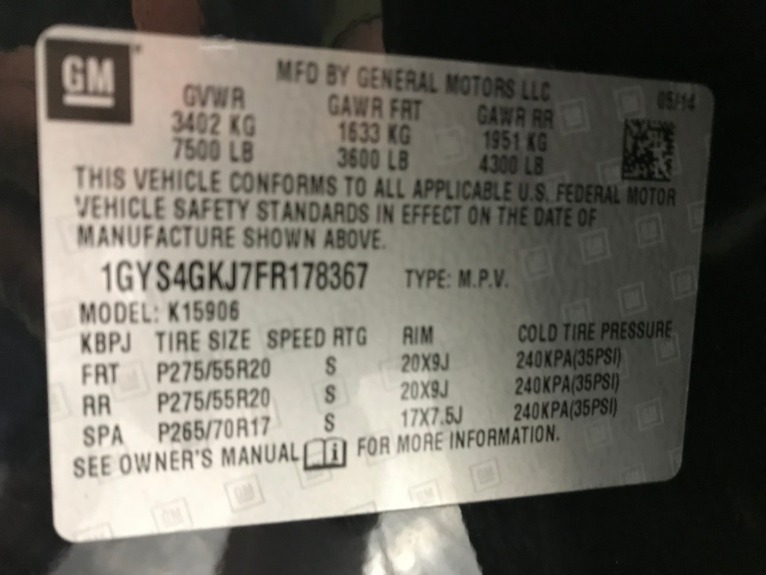 GM
MFD BY GENERAL MOTORS LLC
05/14
GVWR GAWR FRT GAWR RR
3402 KG 1633 KG 1951 KG
7500 LB 3600 LB 4300 LB
THIS VEHICLE CONFORMS TO ALL APPLICABLE U.S. FEDERAL MOTOR
VEHICLE SAFETY STANDARDS IN EFFECT ON THE DATE OF
MANUFACTURE SHOWN ABOVE.
1GYS4GKJ7FR178367 TYPE: M.P.V.
MODEL: K15906
KBPJ TIRE SIZE SPEED RTG RIM COLD TIRE PRESSURE
FRT P275/55R20 S 20X9J 240KPA(35PSI)
RR P275/55R20 S 20X9J 240KPA(35PSI)
SPA P265/70R17 S 17X7.5J 240KPA(35PSI)
SEE OWNER'S MANUAL i FOR MORE INFORMATION.